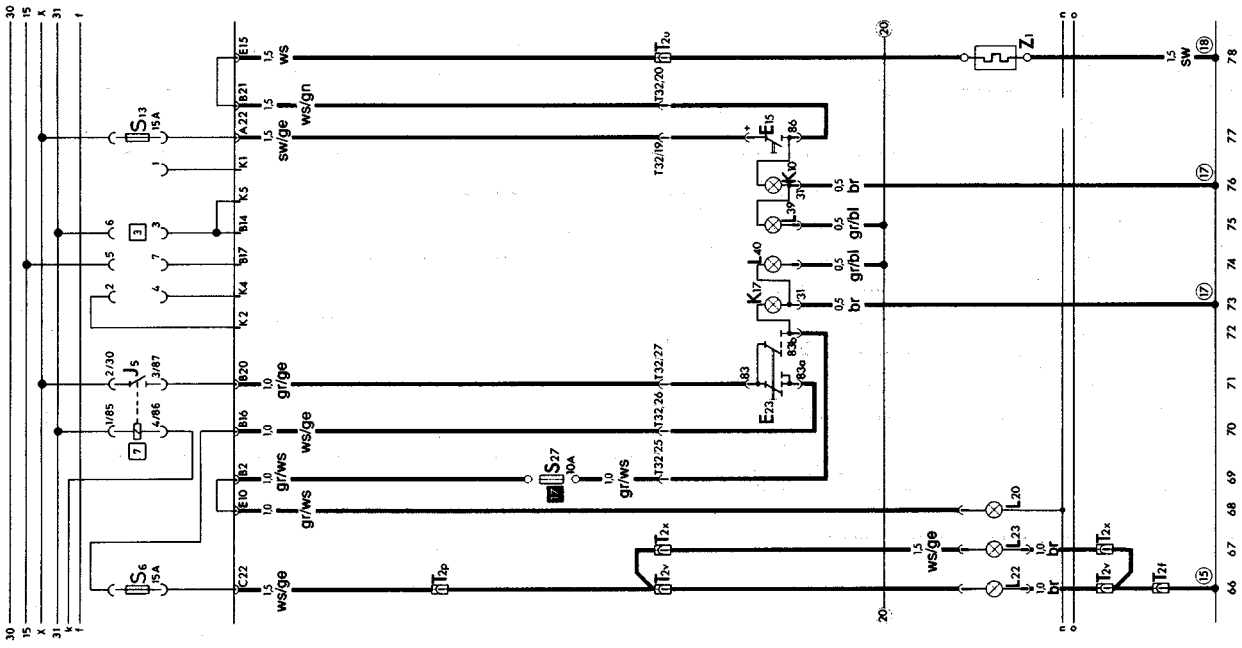 30
15
X
31
f
30
15
X
31
k
f
S13
15A
1
6
3
3
5
7
2
4
2/30
J5
3/87
1/85
4/86
7
S6
15A
E15
B21
A22
K1
K5
B14
B17
K4
K2
B20
B16
B2
E10
C22
1,5
ws
1,5
ws/gn
1,5
sw/ge
1,0
gr/ge
1,0
ws/ge
1,0
gr/ws
1,0
gr/ws
1,5
ws/ge
T2p
S27
10A
17
1,0
gr/ws
T2u
T32/20
T32/19
T32/27
T32/26
T32/25
T2x
T2v
+
E15
86
K10
31
L39
L40
K17
31
83
83b
83a
E23
0,5
br
0,5
gr/bl
0,5
gr/bl
0,5
br
20
20
1,5
ws/ge
Z1
L20
L23
L22
1,0
br
1,0
br
n
o
n
o
T2x
T2v
T2f
1,5
sw
18
17
17
15
78
77
76
75
74
73
72
71
70
69
68
67
66